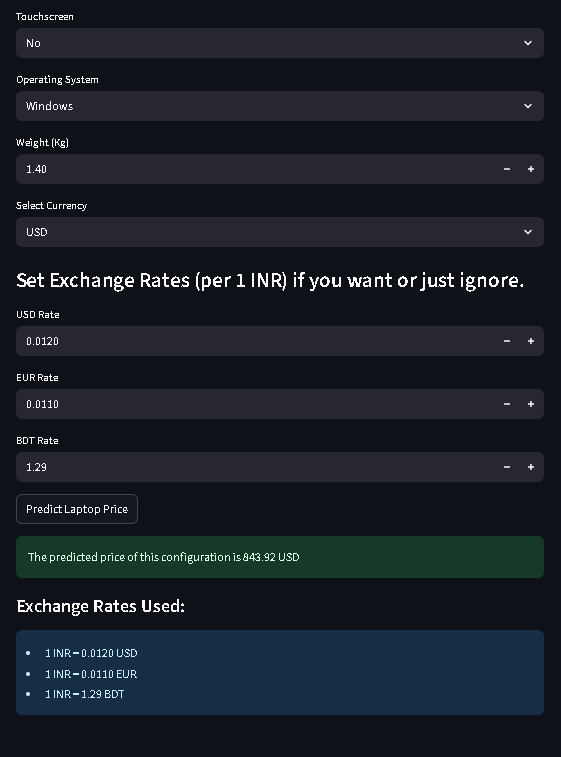 Touchscreen
No
Operating System
Windows
Weight (Kg)
1.40
Select Currency
USD
Set Exchange Rates (per 1 INR) if you want or just ignore.
USD Rate
0.0120
EUR Rate
0.0110
BDT Rate
1.29
Predict Laptop Price
The predicted price of this configuration is 843.92 USD
Exchange Rates Used:
• 1 INR = 0.0120 USD
• 1 INR = 0.0110 EUR
• 1 INR = 1.29 BDT